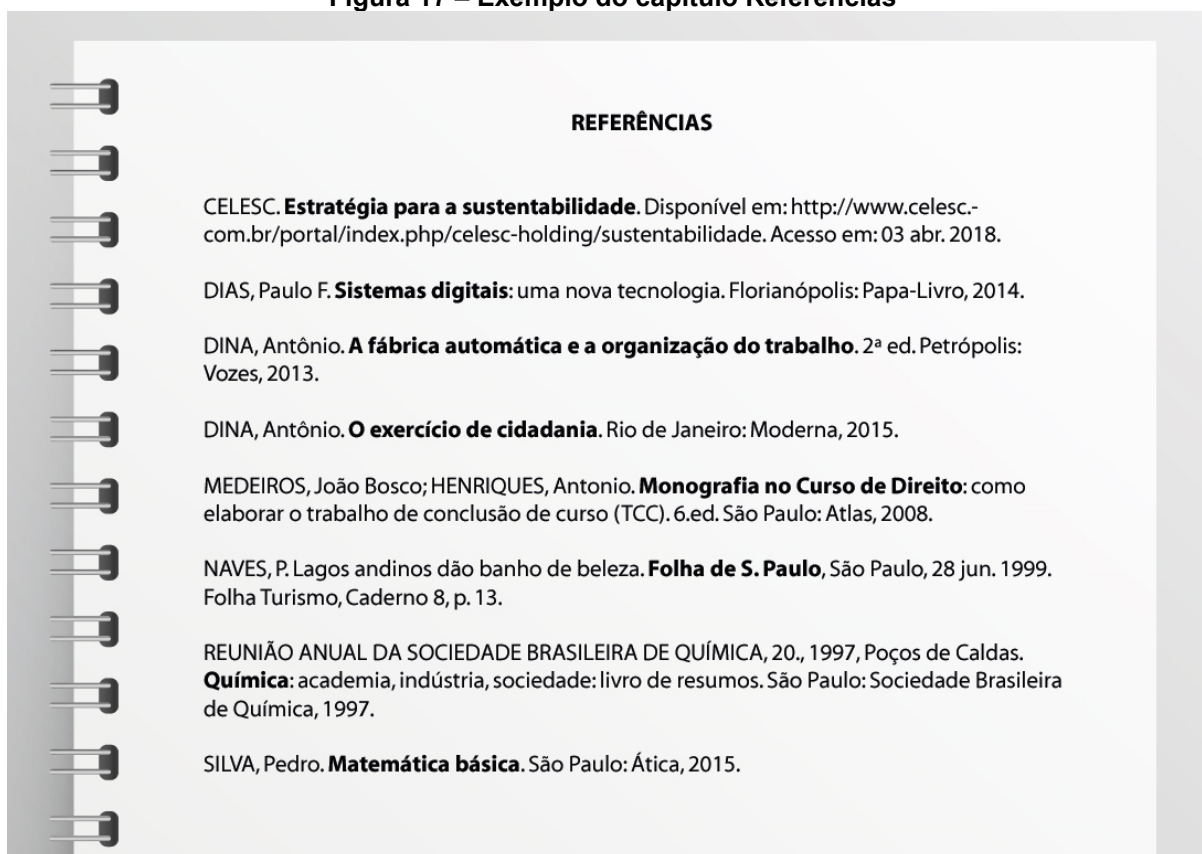 Figura 17 – Exemplo do capítulo Referências
REFERÊNCIAS
CELESC. Estratégia para a sustentabilidade. Disponível em: http://www.celesc.-
com.br/portal/index.php/celesc-holding/sustentabilidade. Acesso em: 03 abr. 2018.
DIAS, Paulo F. Sistemas digitais: uma nova tecnologia. Florianópolis: Papa-Livro, 2014.
DINA, Antônio. A fábrica automática e a organização do trabalho. 2ª ed. Petrópolis:
Vozes, 2013.
DINA, Antônio. O exercício de cidadania. Rio de Janeiro: Moderna, 2015.
MEDEIROS, João Bosco; HENRIQUES, Antonio. Monografia no Curso de Direito: como
elaborar o trabalho de conclusão de curso (TCC). 6.ed. São Paulo: Atlas, 2008.
NAVES, P. Lagos andinos dão banho de beleza. Folha de S. Paulo, São Paulo, 28 jun. 1999.
Folha Turismo, Caderno 8, p. 13.
REUNIÃO ANUAL DA SOCIEDADE BRASILEIRA DE QUÍMICA, 20., 1997, Poços de Caldas.
Química: academia, indústria, sociedade: livro de resumos. São Paulo: Sociedade Brasileira
de Química, 1997.
SILVA, Pedro. Matemática básica. São Paulo: Ática, 2015.